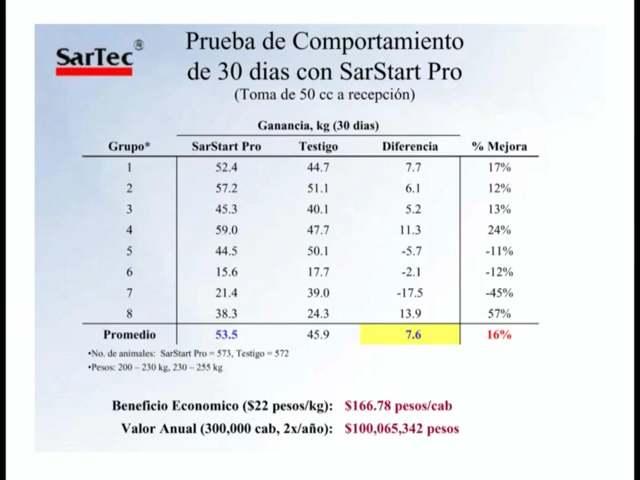 SarTec®
Prueba de Comportamiento
de 30 dias con SarStart Pro
(Toma de 50 cc a recepción)
Ganancia, kg (30 dias)
Grupo* SarStart Pro Testigo Diferencia % Mejora
1 52.4 44.7 7.7 17%
2 57.2 51.1 6.1 12%
3 45.3 40.1 5.2 13%
4 59.0 47.7 11.3 24%
5 44.5 50.1 -5.7 -11%
6 15.6 17.7 -2.1 -12%
7 21.4 39.0 -17.5 -45%
8 38.3 24.3 13.9 57%
Promedio 53.5 45.9 7.6 16%
•No. de animales: SarStart Pro = 573, Testigo = 572
•Pesos: 200 – 230 kg, 230 – 255 kg
Beneficio Economico ($22 pesos/kg): $166.78 pesos/cab
Valor Anual (300,000 cab, 2x/año): $100,065,342 pesos